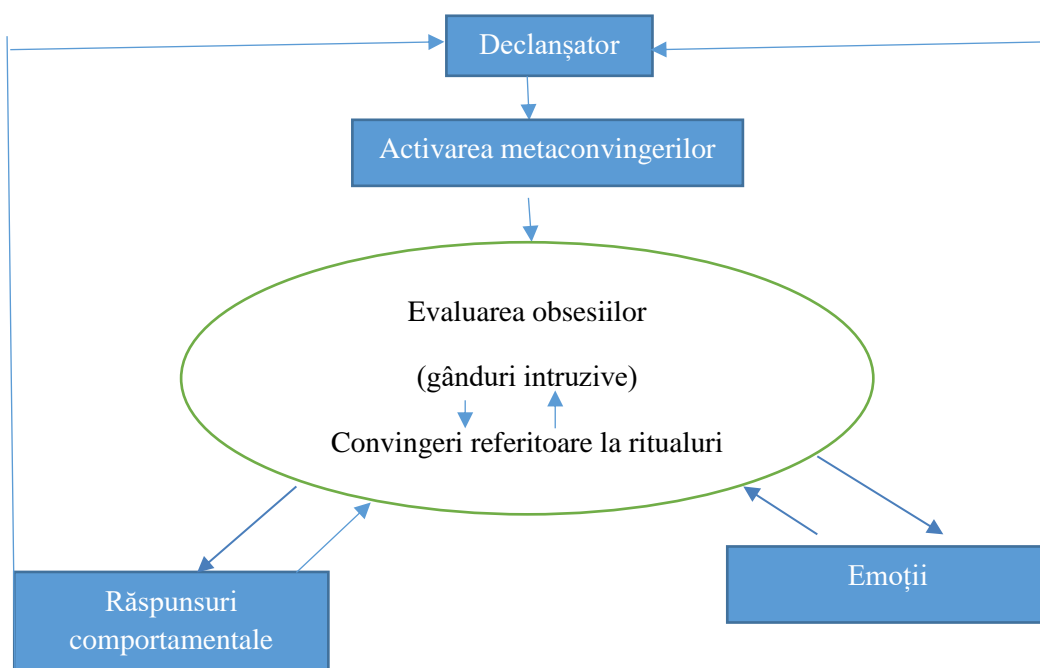 Declanșator
Activarea metaconvingerilor
Evaluarea obsesiilor
(gânduri intruzive)
Convingeri referitoare la ritualuri
Răspunsuri
comportamentale
Emoții